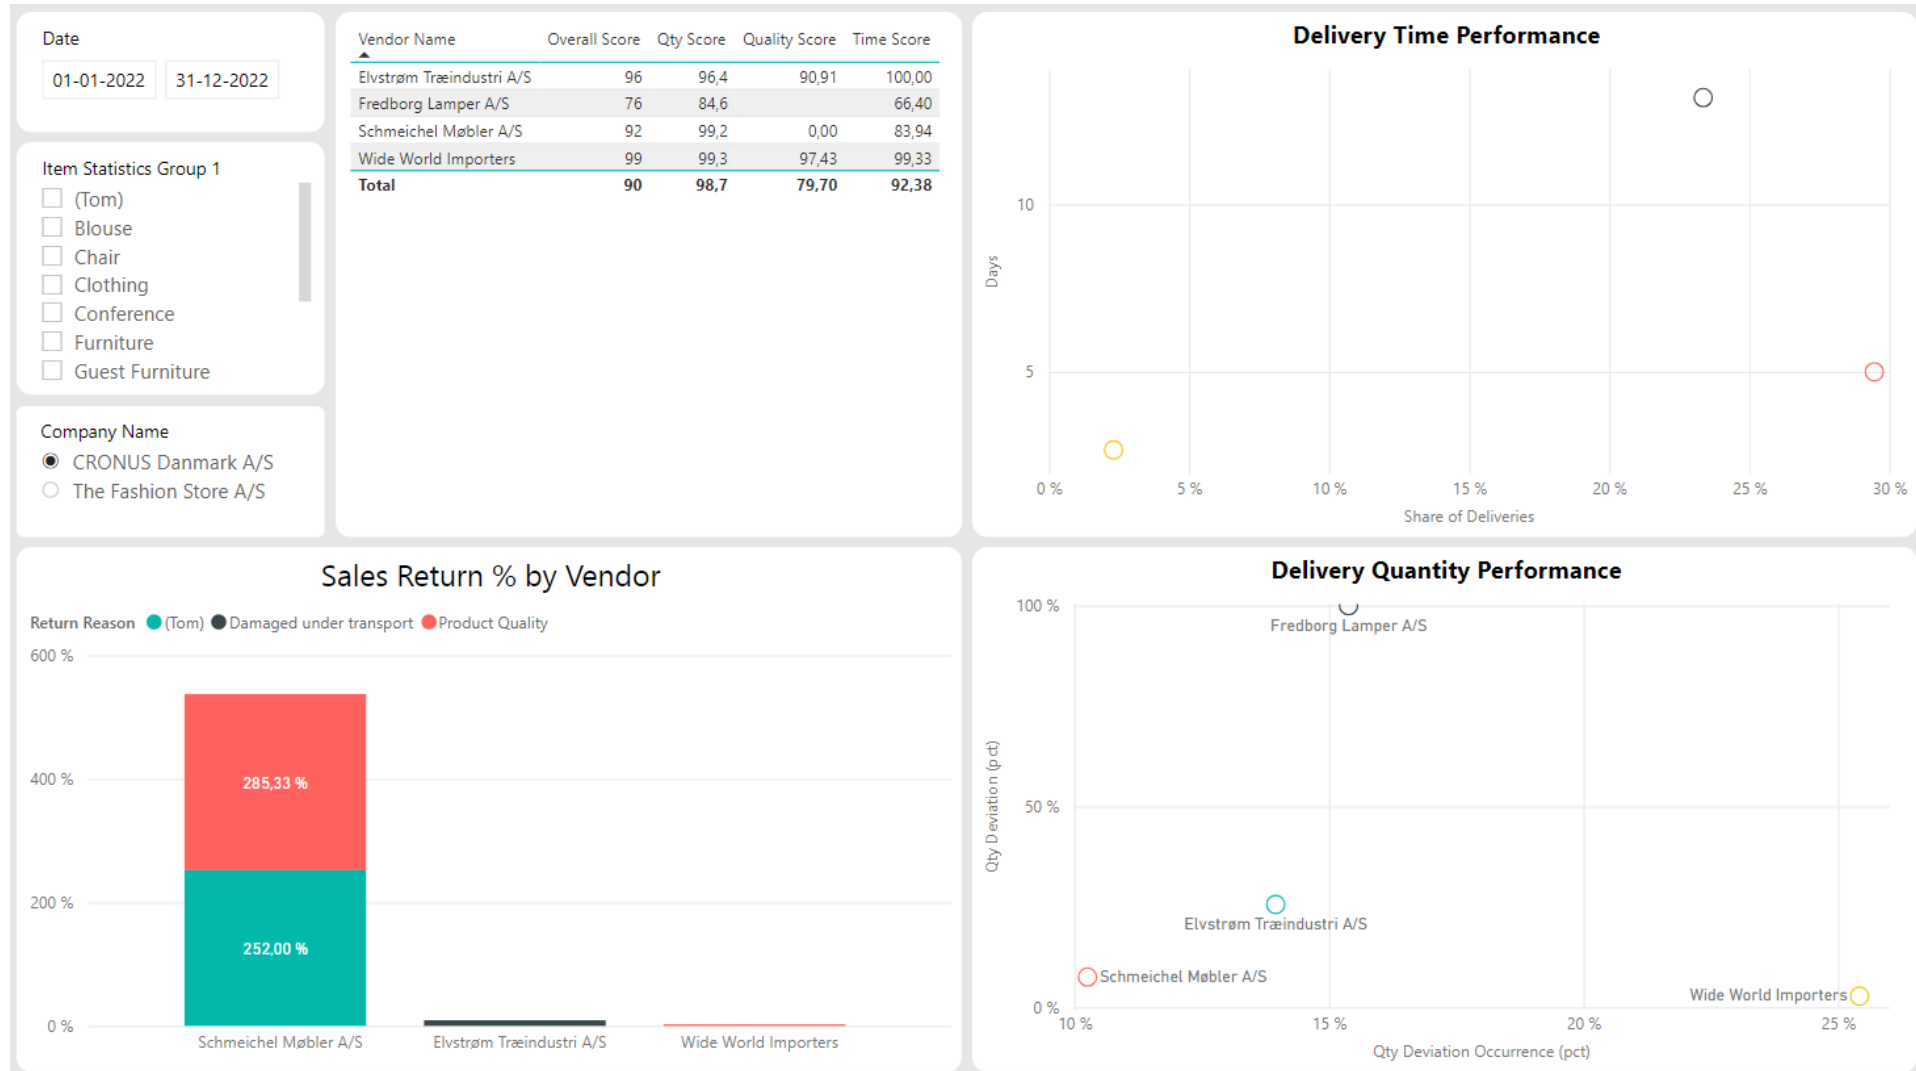 Date
01-01-2022 31-12-2022
Item Statistics Group 1
(Tom)
Blouse
Chair
Clothing
Conference
Furniture
Guest Furniture
Company Name
CRONUS Danmark A/S
The Fashion Store A/S
Vendor Name Overall Score Qty Score Quality Score Time Score
Elvstrøm Træindustri A/S 96 96,4 90,91 100,00
Fredborg Lamper A/S 76 84,6 66,40
Schmeichel Møbler A/S 92 99,2 0,00 83,94
Wide World Importers 99 99,3 97,43 99,33
Total 90 98,7 79,70 92,38
Delivery Time Performance
Days
10
5
0 % 5 % 10 % 15 % 20 % 25 % 30 %
Share of Deliveries
Sales Return % by Vendor
Return Reason (Tom) Damaged under transport Product Quality
600 %
400 %
200 %
0 %
285,33 %
252,00 %
Schmeichel Møbler A/S Elvstrøm Træindustri A/S Wide World Importers
Delivery Quantity Performance
Qty Deviation (pct)
100 %
50 %
0 %
Fredborg Lamper A/S
Elvstrøm Træindustri A/S
Schmeichel Møbler A/S
Wide World Importers
10 % 15 % 20 % 25 %
Qty Deviation Occurrence (pct)